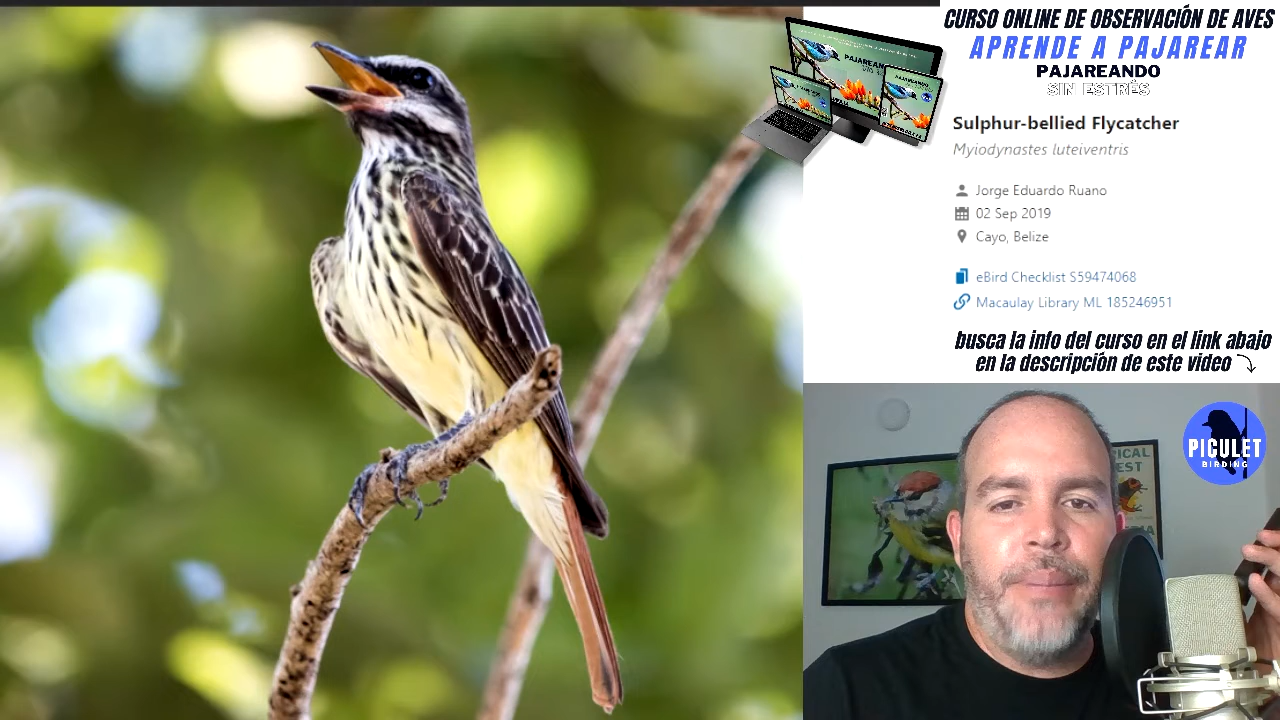 CURSO ONLINE DE OBSERVACIÓN DE AVES
APRENDE A PAJAREAR
PAJAREANDO
SIN ESTRÉS
Sulphur-bellied Flycatcher
Myiodynastes luteiventris
Jorge Eduardo Ruano
02 Sep 2019
Cayo, Belize
eBird Checklist S59474068
Macaulay Library ML 185246951
busca la info del curso en el link abajo
en la descripción de este video
PICULET
BIRDING